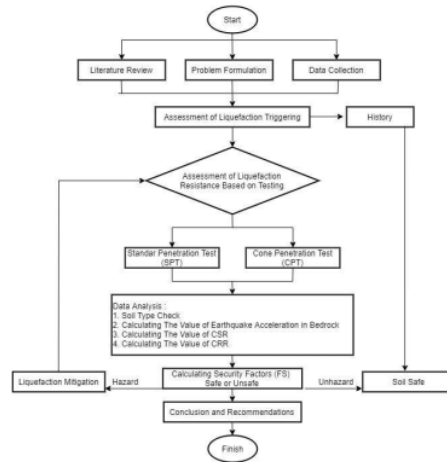 Start
Literature Review
Problem Formulation
Data Collection
Assessment of Liquefaction Triggering
History
Assessment of Liquefaction
Resistance Based on Testing
Standar Penetration Test
(SPT)
Cone Penetration Test
(CPT)
Data Analysis :
1. Soil Type Check
2. Calculating The Value of Earthquake Acceleration in Bedrock
3. Calculating The Value of CSR
4. Calculating The Value of CRR
Liquefaction Mitigation
Hazard
Calculating Security Factors (FS)
Safe or Unsafe
Unhazard
Soil Safe
Conclusion and Recommendations
Finish